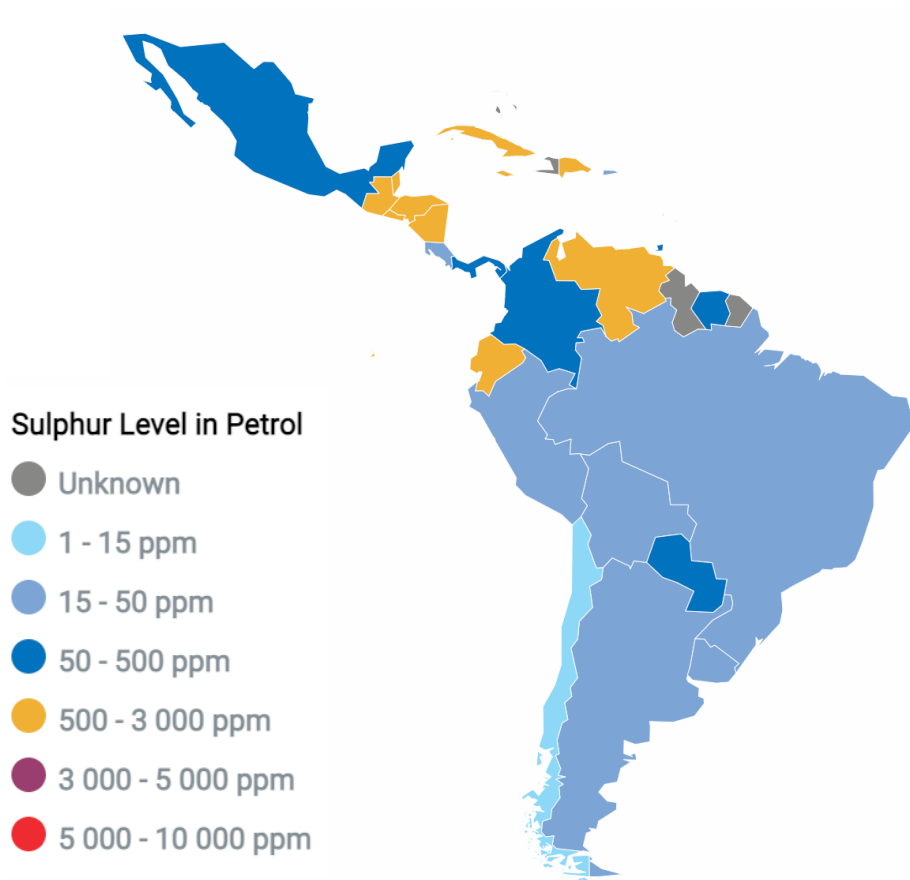 Sulphur Level in Petrol
Unknown
1 - 15 ppm
15 - 50 ppm
50 - 500 ppm
500 - 3 000 ppm
3 000 - 5 000 ppm
5 000 - 10 000 ppm